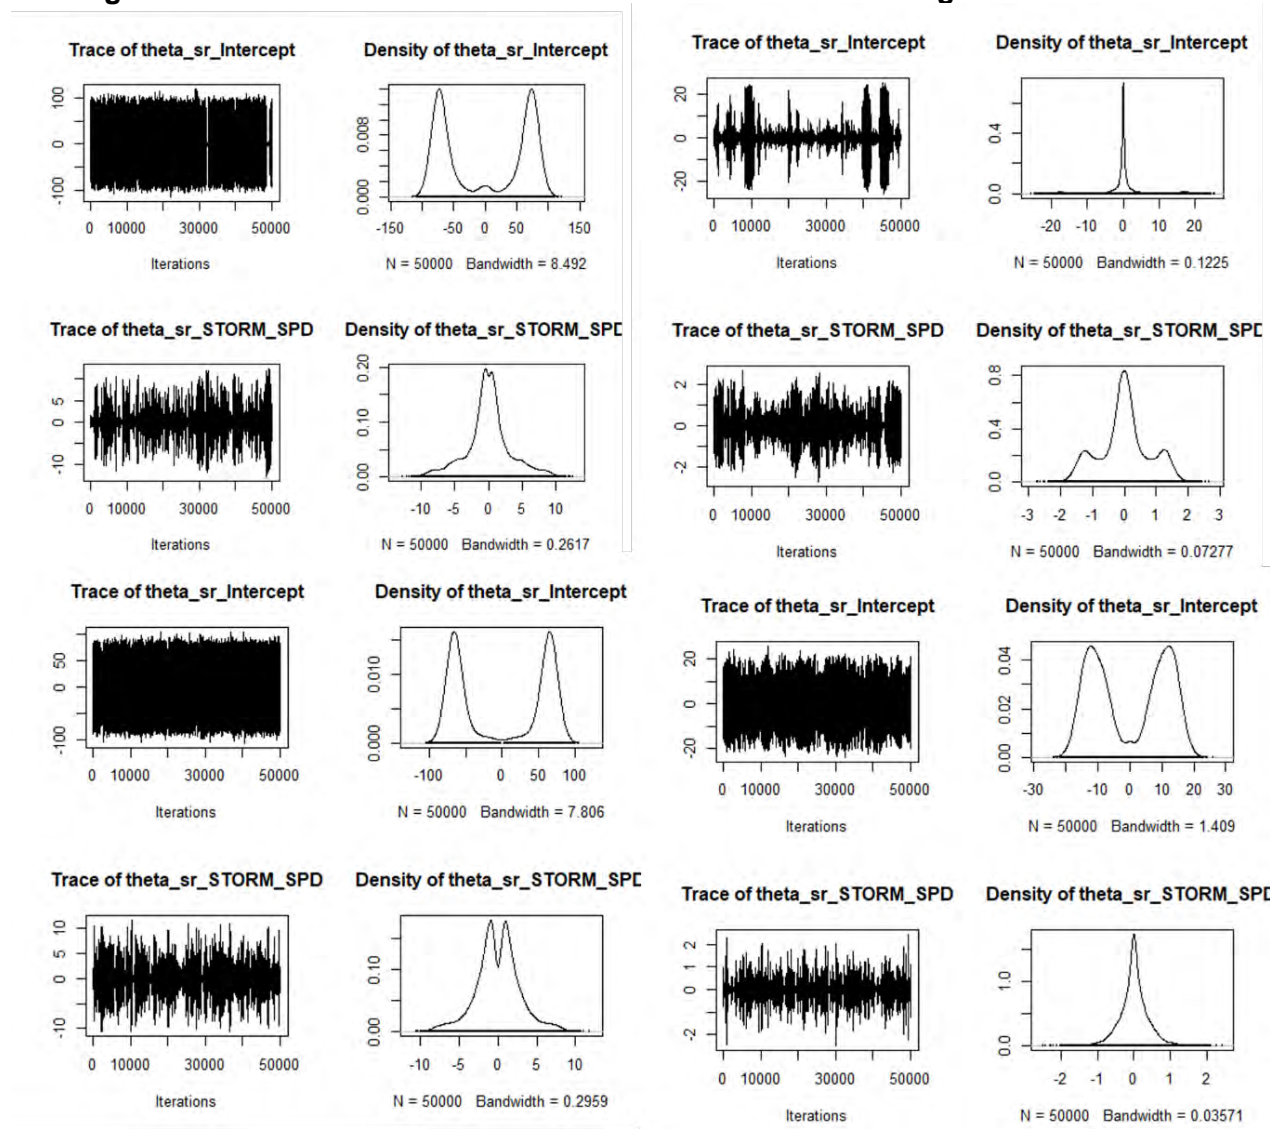 Trace of theta_sr_Intercept
Density of theta_sr_Intercept
100
0
-100
0 10000 30000 50000
Iterations
0.008
0.000
-150 -50 0 50 150
N = 50000 Bandwidth = 8.492
Trace of theta_sr_Intercept
Density of theta_sr_Intercept
20
0
-20
0 10000 30000 50000
Iterations
0.4
0.0
-20 -10 0 10 20
N = 50000 Bandwidth = 0.1225
Trace of theta_sr_STORM_SPD
Density of theta_sr_STORM_SPD
5
0
-10
0 10000 30000 50000
Iterations
0.20
0.10
0.00
-10 -5 0 5 10
N = 50000 Bandwidth = 0.2617
Trace of theta_sr_STORM_SPD
Density of theta_sr_STORM_SPD
2
0
-2
0 10000 30000 50000
Iterations
0.8
0.4
0.0
-3 -2 -1 0 1 2 3
N = 50000 Bandwidth = 0.07277
Trace of theta_sr_Intercept
Density of theta_sr_Intercept
50
0
-100
0 10000 30000 50000
Iterations
0.010
0.000
-100 0 50 100
N = 50000 Bandwidth = 7.806
Trace of theta_sr_Intercept
Density of theta_sr_Intercept
20
0
-20
0 10000 30000 50000
Iterations
0.04
0.02
0.00
-30 -10 0 10 20 30
N = 50000 Bandwidth = 1.409
Trace of theta_sr_STORM_SPD
Density of theta_sr_STORM_SPD
10
5
0
-10
0 10000 30000 50000
Iterations
0.10
0.00
-10 -5 0 5 10
N = 50000 Bandwidth = 0.2959
Trace of theta_sr_STORM_SPD
Density of theta_sr_STORM_SPD
2
1
0
-2
0 10000 30000 50000
Iterations
1.0
0.0
-2 -1 0 1 2
N = 50000 Bandwidth = 0.03571